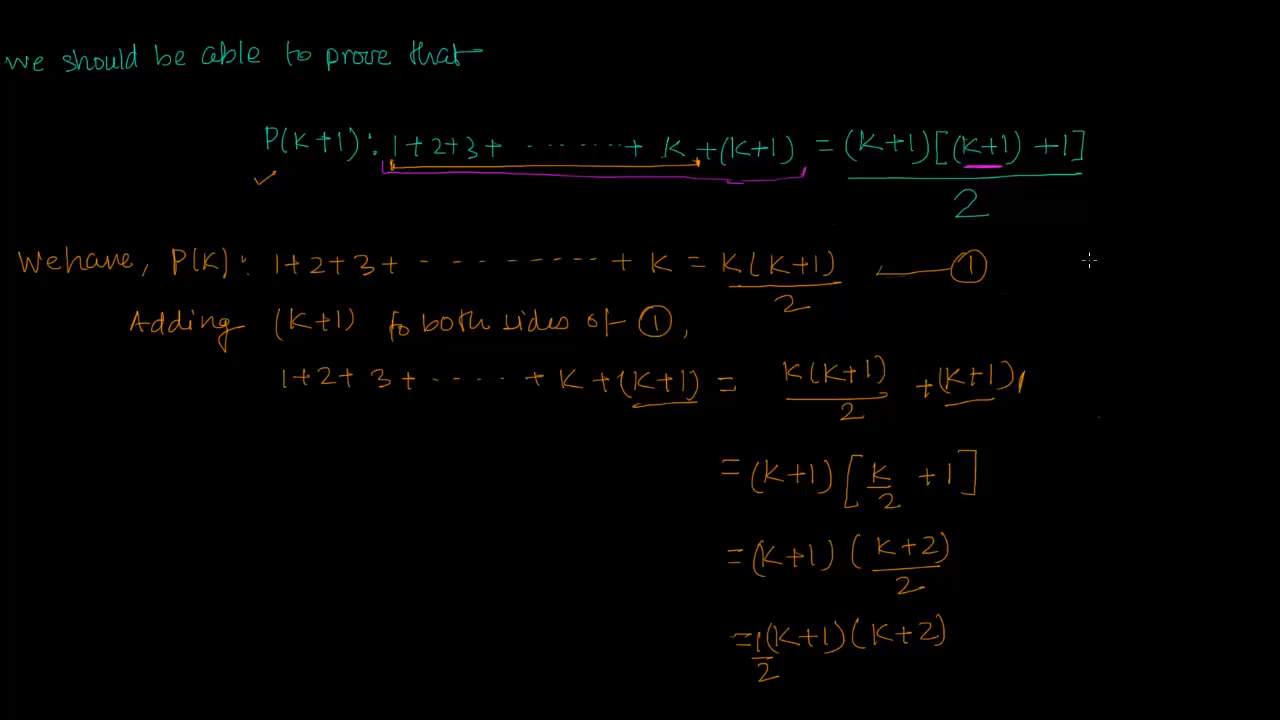 we should be able to prove that
P(K+1): 1+2+3+ ....... + K +(K+1) = (K+1)[(K+1) +1] / 2
We have, P(K): 1+2+3+ ---------- + K = K(K+1) / 2 —— ①
Adding (K+1) to both sides of ①,
1+2+3+ ..... + K +(K+1) = K(K+1) / 2 +(K+1),
= (K+1) [K/2 +1]
= (K+1) (K+2 / 2)
= 1/2 (K+1)(K+2)